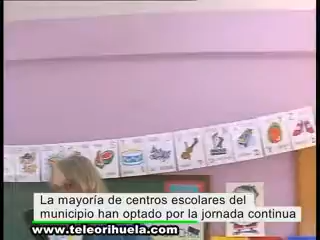 La mayoría de centros escolares del
municipio han optado por la jornada continua
www.teleorihuela.com